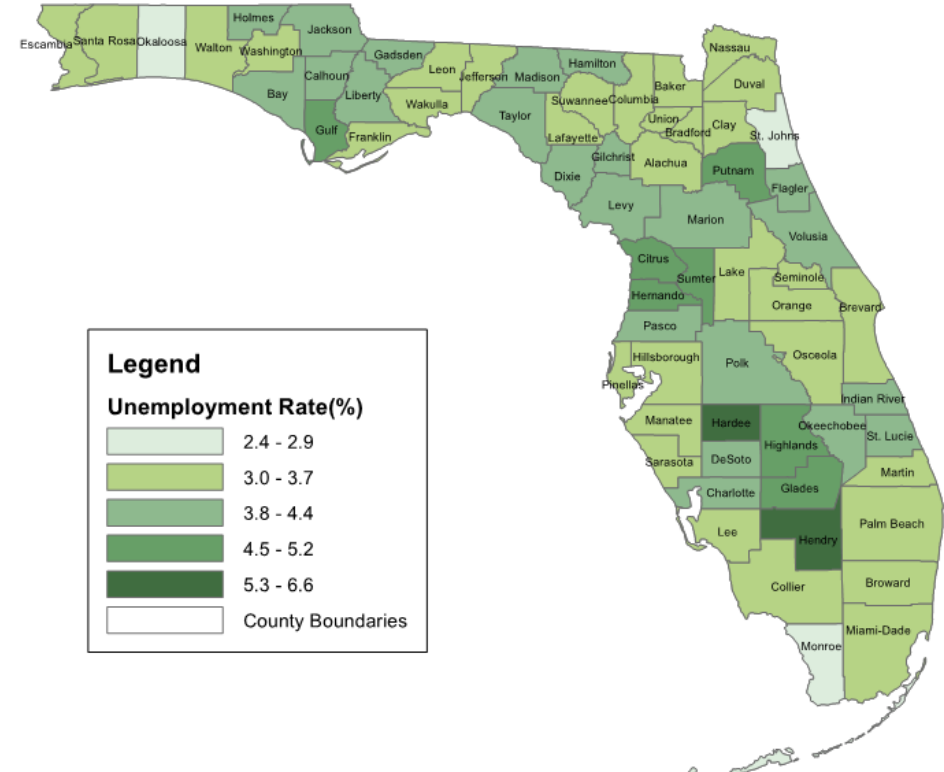 Holmes
Jackson
Escambia
Santa Rosa
Okaloosa
Walton
Washington
Gadsden
Calhoun
Bay
Liberty
Leon
Jefferson
Madison
Hamilton
Gulf
Franklin
Wakulla
Taylor
Suwannee
Columbia
Baker
Nassau
Duval
Lafayette
Union
Bradford
Clay
St. Johns
Dixie
Gilchrist
Alachua
Putnam
Flagler
Levy
Marion
Volusia
Citrus
Sumter
Lake
Seminole
Hernando
Orange
Brevard
Pasco
Hillsborough
Polk
Osceola
Pinellas
Indian River
Manatee
Hardee
Okeechobee
St. Lucie
Highlands
Sarasota
DeSoto
Martin
Charlotte
Glades
Lee
Hendry
Palm Beach
Collier
Broward
Monroe
Miami-Dade
Legend
Unemployment Rate(%)
2.4 - 2.9
3.0 - 3.7
3.8 - 4.4
4.5 - 5.2
5.3 - 6.6
County Boundaries